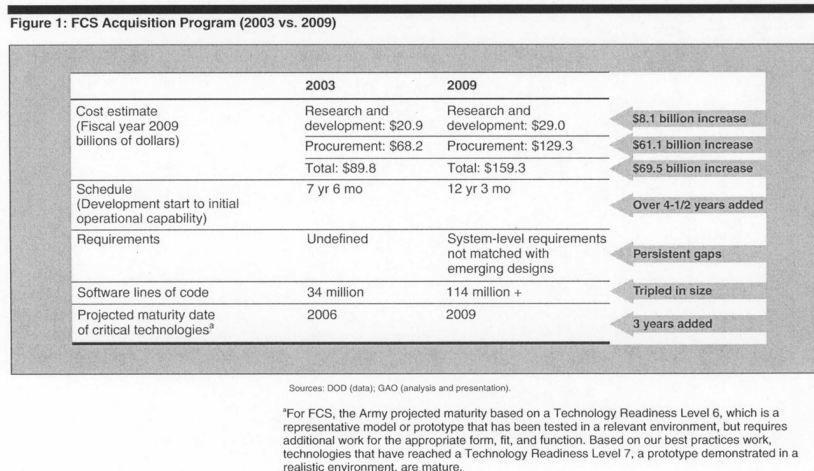 Figure 1: FCS Acquisition Program (2003 vs. 2009)
2003 2009
Cost estimate Research and Research and
(Fiscal year 2009 development: $20.9 development: $29.0 $8.1 billion increase
billions of dollars) Procurement: $68.2 Procurement: $129.3 $61.1 billion increase
Total: $89.8 Total: $159.3 $69.5 billion increase
Schedule 7 yr 6 mo 12 yr 3 mo
(Development start to initial Over 4-1/2 years added
operational capability)
Requirements Undefined System-level requirements
not matched with Persistent gaps
emerging designs
Software lines of code 34 million 114 million + Tripled in size
Projected maturity date 2006 2009
of critical technologiesª 3 years added
Sources: DOD (data); GAO (analysis and presentation).
ªFor FCS, the Army projected maturity based on a Technology Readiness Level 6, which is a
representative model or prototype that has been tested in a relevant environment, but requires
additional work for the appropriate form, fit, and function. Based on our best practices work,
technologies that have reached a Technology Readiness Level 7, a prototype demonstrated in a
realistic environment, are mature.